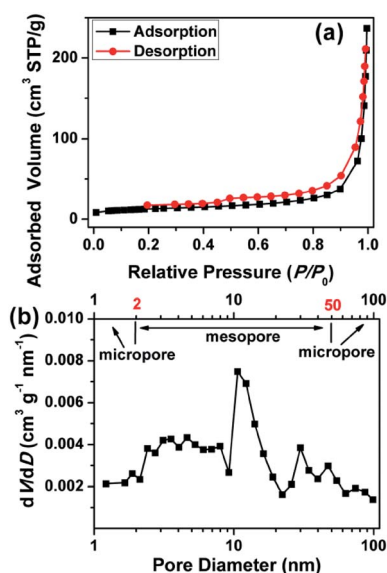 (a)
Adsorption
Desorption
200
100
0
Adsorbed Volume (cm³ STP/g)
0.0 0.2 0.4 0.6 0.8 1.0
Relative Pressure (P/P₀)
(b)
1 2 10 50 100
micropore
mesopore
micropore
0.010
0.008
0.006
0.004
0.002
dV/dD (cm³ g⁻¹ nm⁻¹)
1 10 100
Pore Diameter (nm)